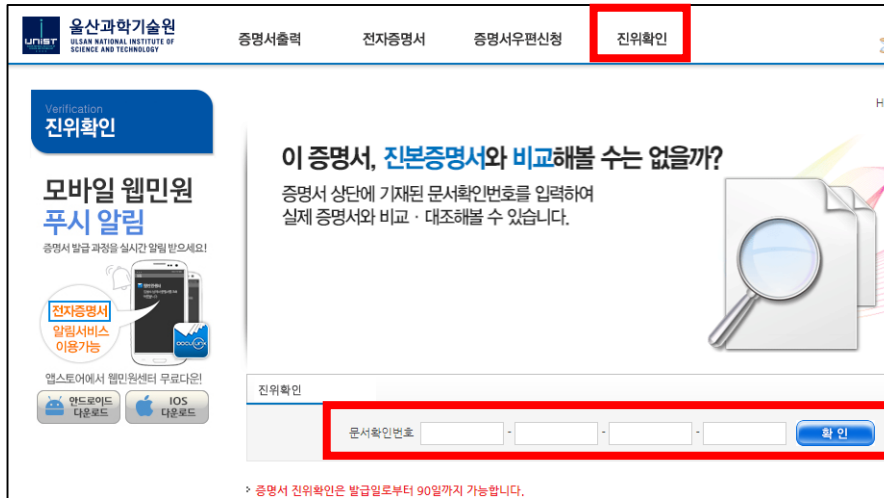 UNIST
울산과학기술원
ULSAN NATIONAL INSTITUTE OF
SCIENCE AND TECHNOLOGY
증명서출력 전자증명서 증명서우편신청 진위확인
H
Verification
진위확인
모바일 웹민원
푸시 알림
증명서 발급 과정을 실시간 알림 받으세요!
전자증명서
알림서비스
이용가능
앱스토어에서 웹민원센터 무료다운!
안드로이드
다운로드
IOS
다운로드
이 증명서, 진본증명서와 비교해볼 수는 없을까?
증명서 상단에 기재된 문서확인번호를 입력하여
실제 증명서와 비교 · 대조해볼 수 있습니다.
진위확인
문서확인번호 - - - 확 인
증명서 진위확인은 발급일로부터 90일까지 가능합니다.